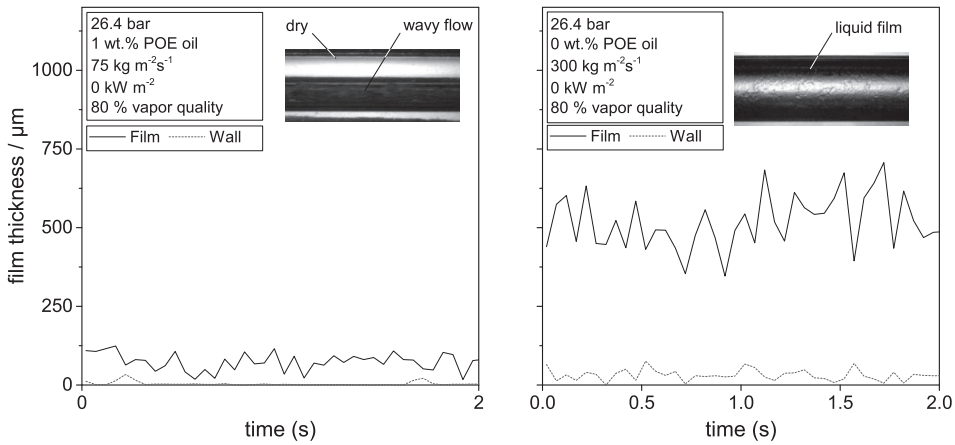 film thickness / µm
1000
750
500
250
0
26.4 bar
1 wt.% POE oil
75 kg m⁻²s⁻¹
0 kW m⁻²
80 % vapor quality
Film Wall
dry
wavy flow
0 2
time (s)
26.4 bar
0 wt.% POE oil
300 kg m⁻²s⁻¹
0 kW m⁻²
80 % vapor quality
Film Wall
liquid film
0.0 0.5 1.0 1.5 2.0
time (s)